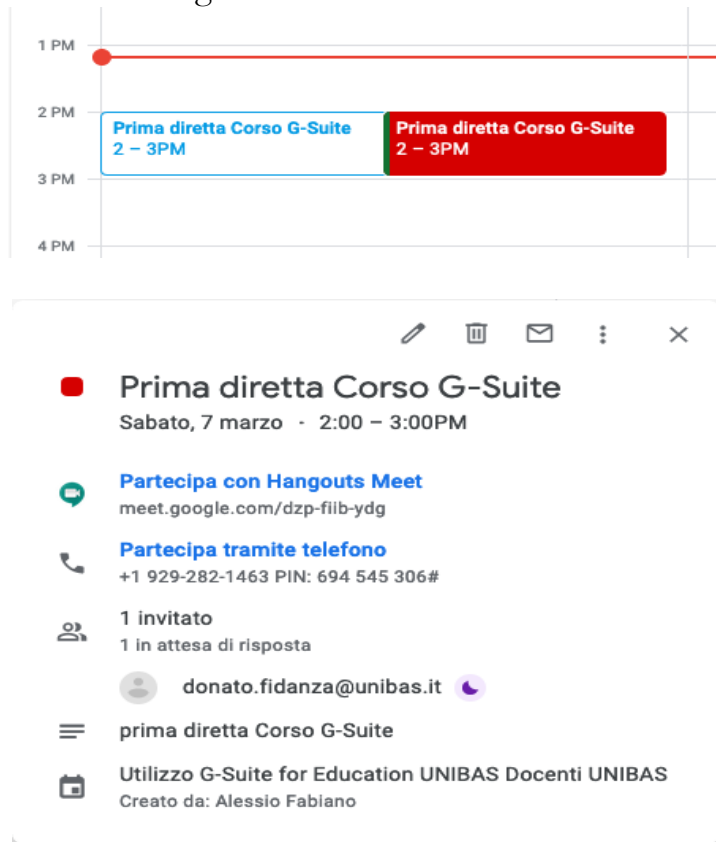 1 PM
2 PM
Prima diretta Corso G-Suite
2 – 3PM
Prima diretta Corso G-Suite
2 – 3PM
3 PM
4 PM
Prima diretta Corso G-Suite
Sabato, 7 marzo · 2:00 – 3:00PM
Partecipa con Hangouts Meet
meet.google.com/dzp-fiib-ydg
Partecipa tramite telefono
+1 929-282-1463 PIN: 694 545 306#
1 invitato
1 in attesa di risposta
donato.fidanza@unibas.it
prima diretta Corso G-Suite
Utilizzo G-Suite for Education UNIBAS Docenti UNIBAS
Creato da: Alessio Fabiano